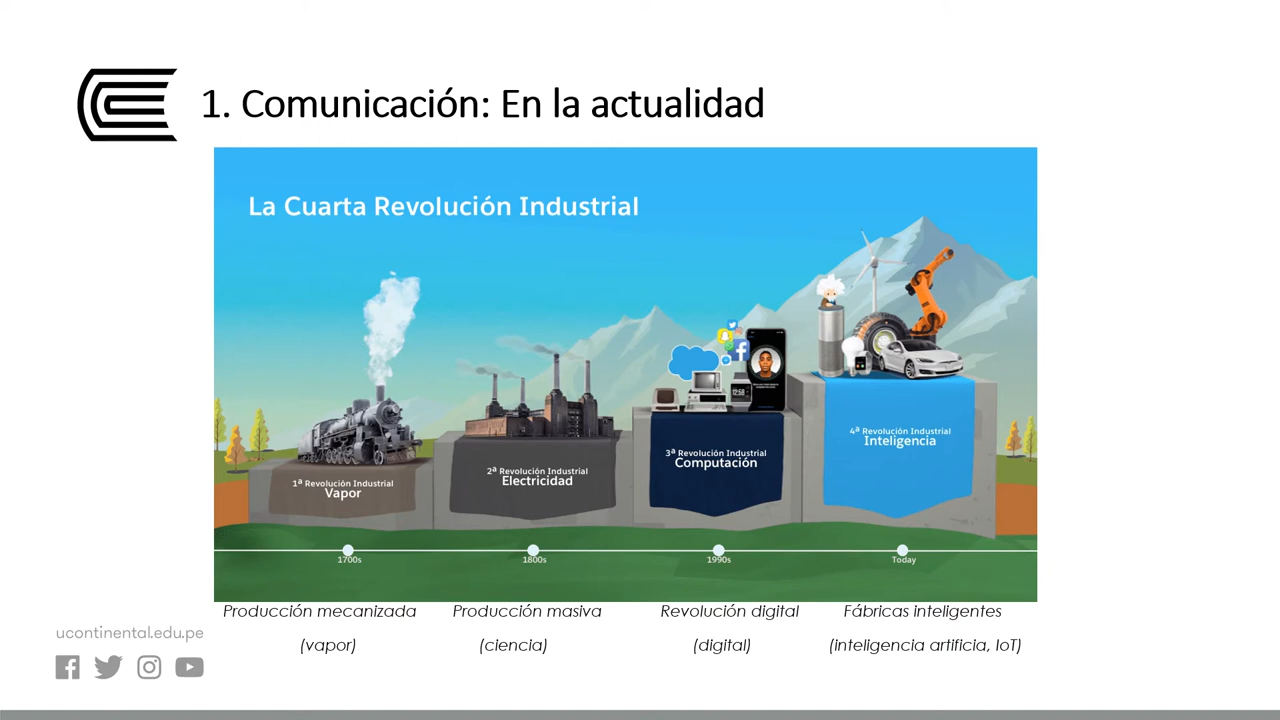 1. Comunicación: En la actualidad
La Cuarta Revolución Industrial
1ª Revolución Industrial
Vapor
2ª Revolución Industrial
Electricidad
3ª Revolución Industrial
Computación
4ª Revolución Industrial
Inteligencia
1700s
1800s
1990s
Today
Producción mecanizada
(vapor)
Producción masiva
(ciencia)
Revolución digital
(digital)
Fábricas inteligentes
(inteligencia artificia, IoT)
ucontinental.edu.pe